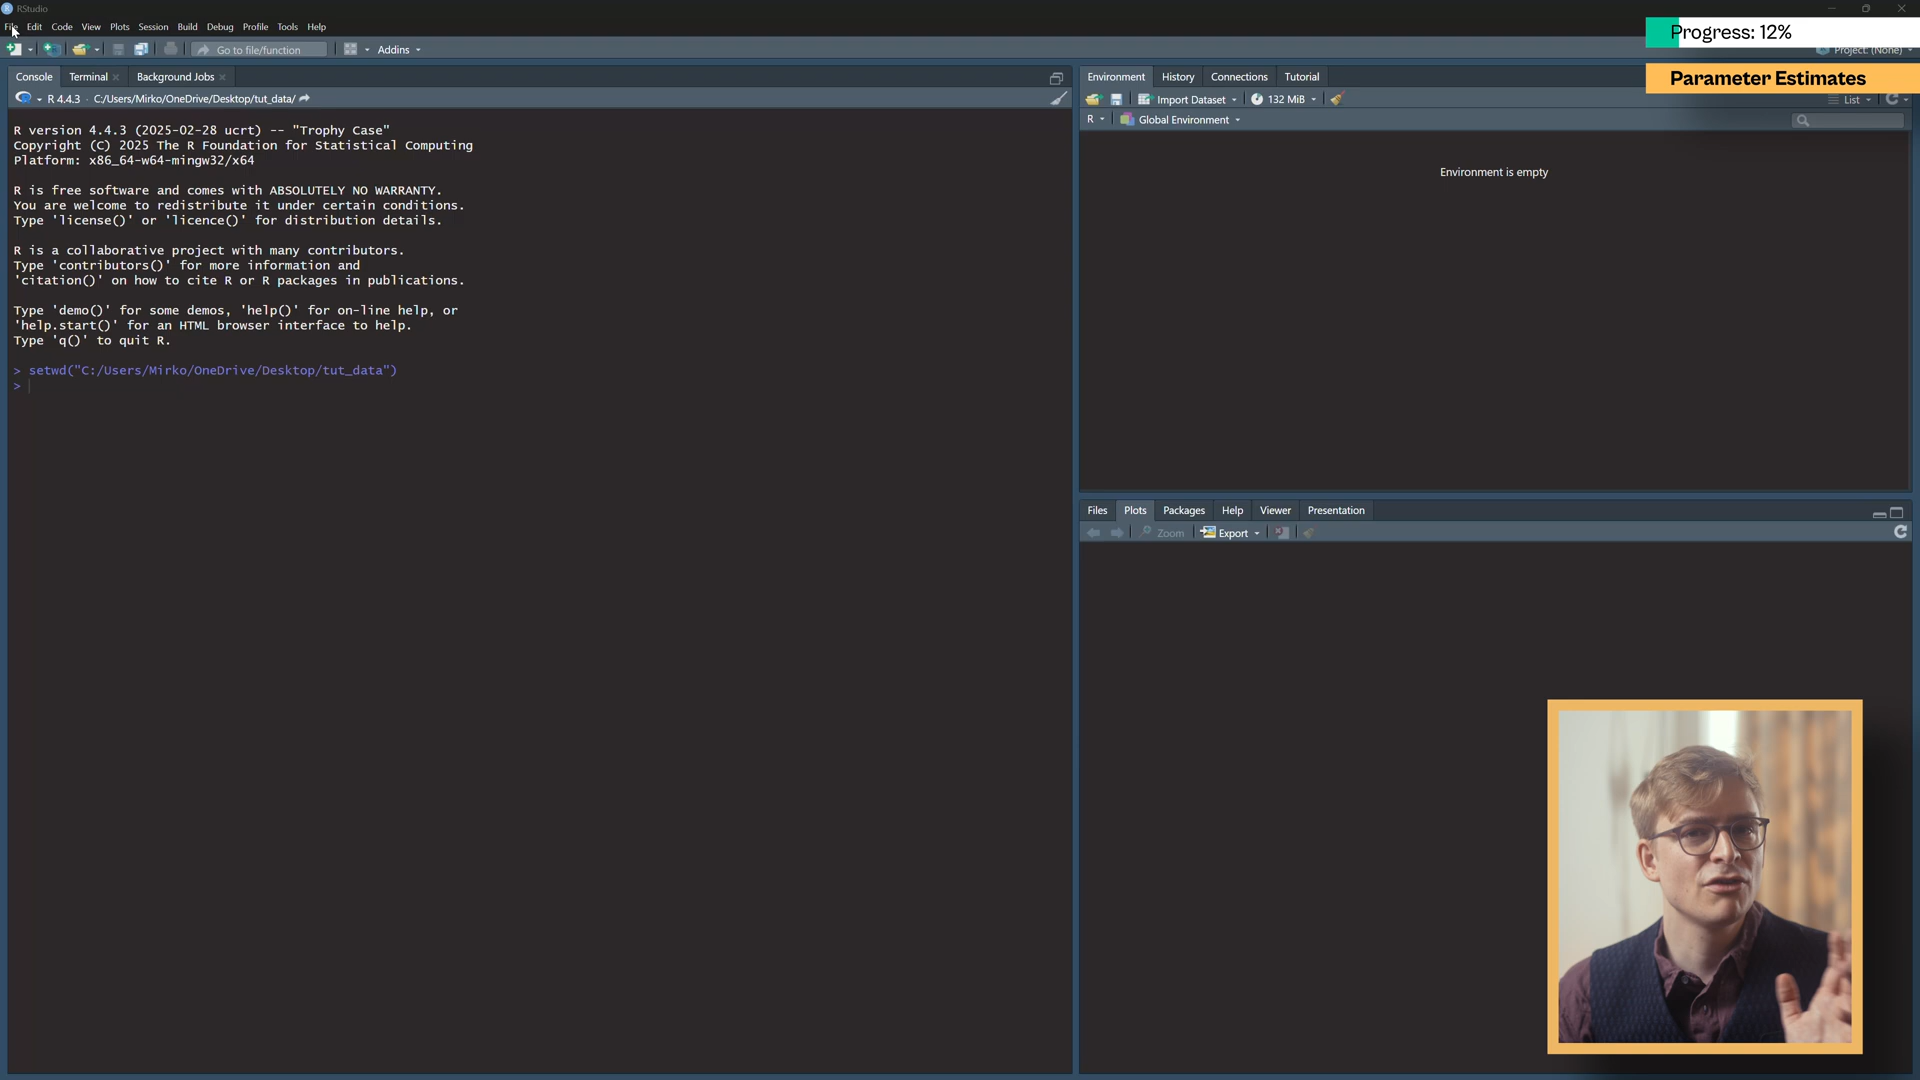 RStudio
File Edit Code View Plots Session Build Debug Profile Tools Help
Progress: 12%
Go to file/function Addins
Project: (None)
Console Terminal Background Jobs
Environment History Connections Tutorial
Parameter Estimates
R 4.4.3 · C:/Users/Mirko/OneDrive/Desktop/tut_data/
Import Dataset 132 MiB List
R Global Environment
R version 4.4.3 (2025-02-28 ucrt) -- "Trophy Case"
Copyright (C) 2025 The R Foundation for Statistical Computing
Platform: x86_64-w64-mingw32/x64
R is free software and comes with ABSOLUTELY NO WARRANTY.
You are welcome to redistribute it under certain conditions.
Type 'license()' or 'licence()' for distribution details.
R is a collaborative project with many contributors.
Type 'contributors()' for more information and
'citation()' on how to cite R or R packages in publications.
Type 'demo()' for some demos, 'help()' for on-line help, or
'help.start()' for an HTML browser interface to help.
Type 'q()' to quit R.
> setwd("C:/Users/Mirko/OneDrive/Desktop/tut_data")
>
Environment is empty
Files Plots Packages Help Viewer Presentation
Zoom Export